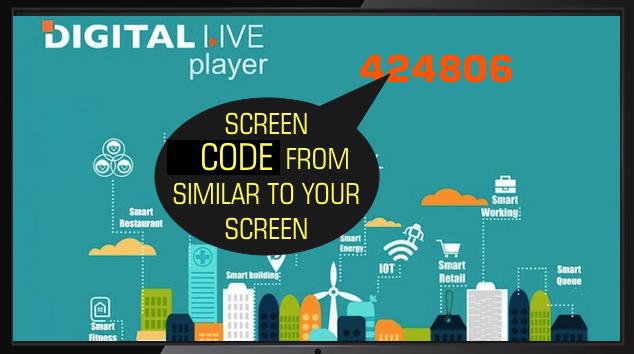 DIGITAL LIVE
player
424806
SCREEN
CODE FROM
SIMILAR TO YOUR
SCREEN
Smart
Restaurant
Smart
Working
Smart
Energy
IOT
Smart
Retail
Smart building
Smart
Queue
Smart
Fitness